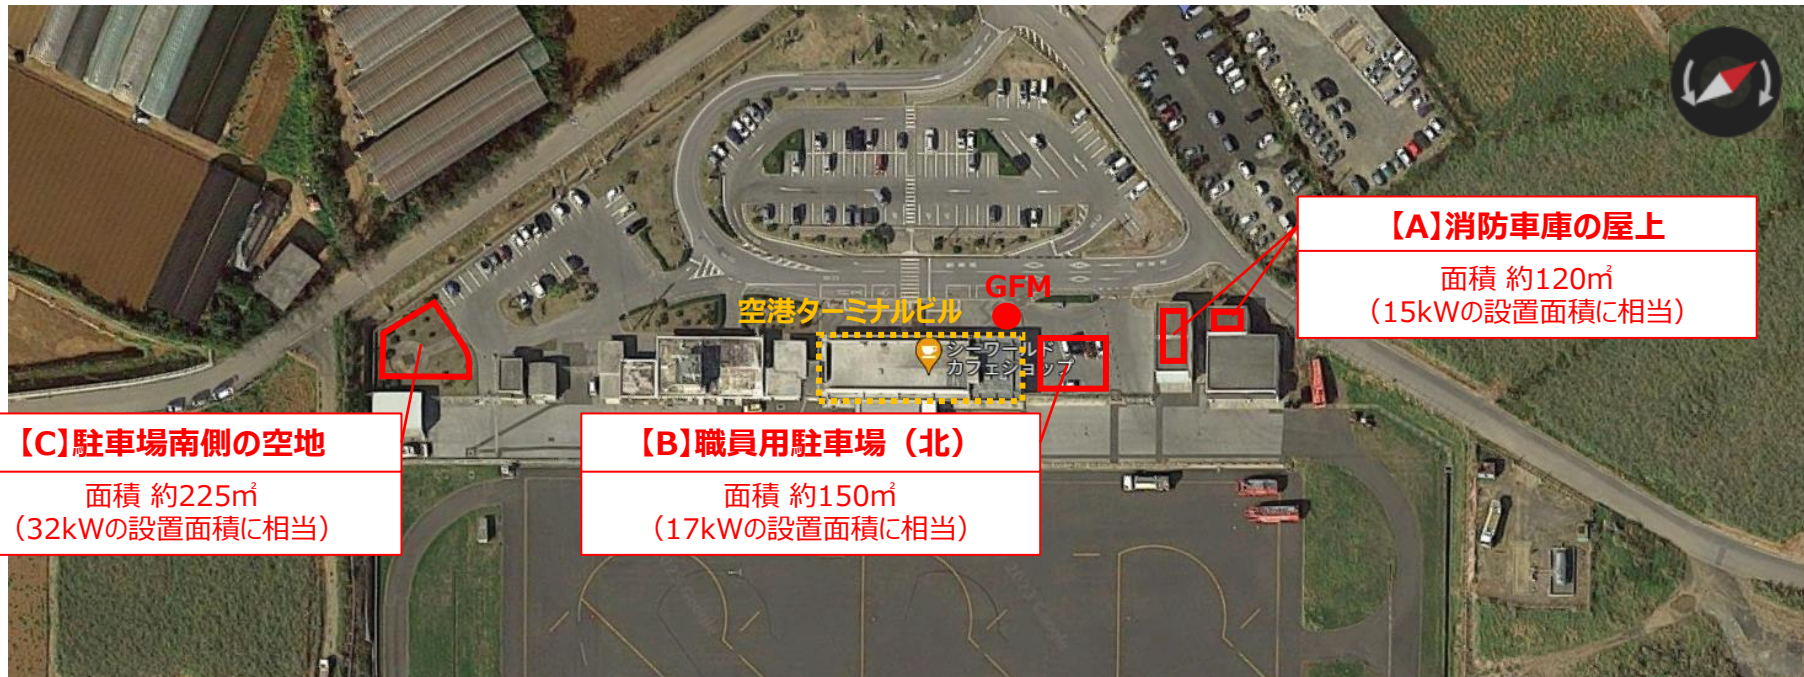 【A】消防車庫の屋上
面積 約120㎡
（15kWの設置面積に相当）
GFM
空港ターミナルビル
シーワールド
カフェショップ
【C】駐車場南側の空地
面積 約225㎡
（32kWの設置面積に相当）
【B】職員用駐車場（北）
面積 約150㎡
（17kWの設置面積に相当）